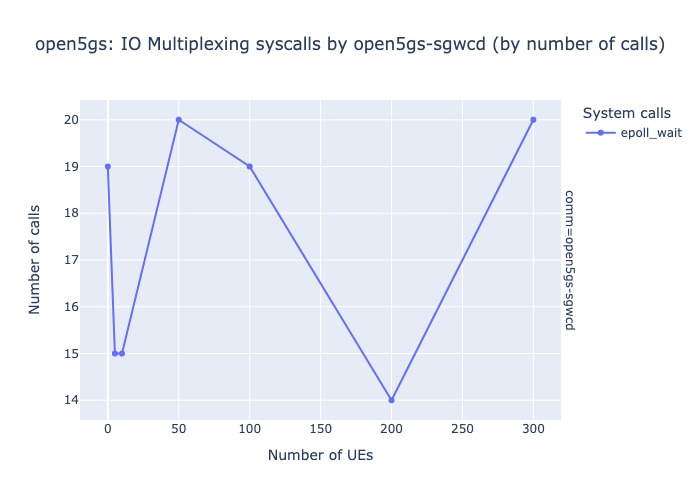 open5gs: IO Multiplexing syscalls by open5gs-sgwcd (by number of calls)
System calls
epoll_wait
Number of calls
20
19
18
17
16
15
14
comm=open5gs-sgwcd
0 50 100 150 200 250 300
Number of UEs